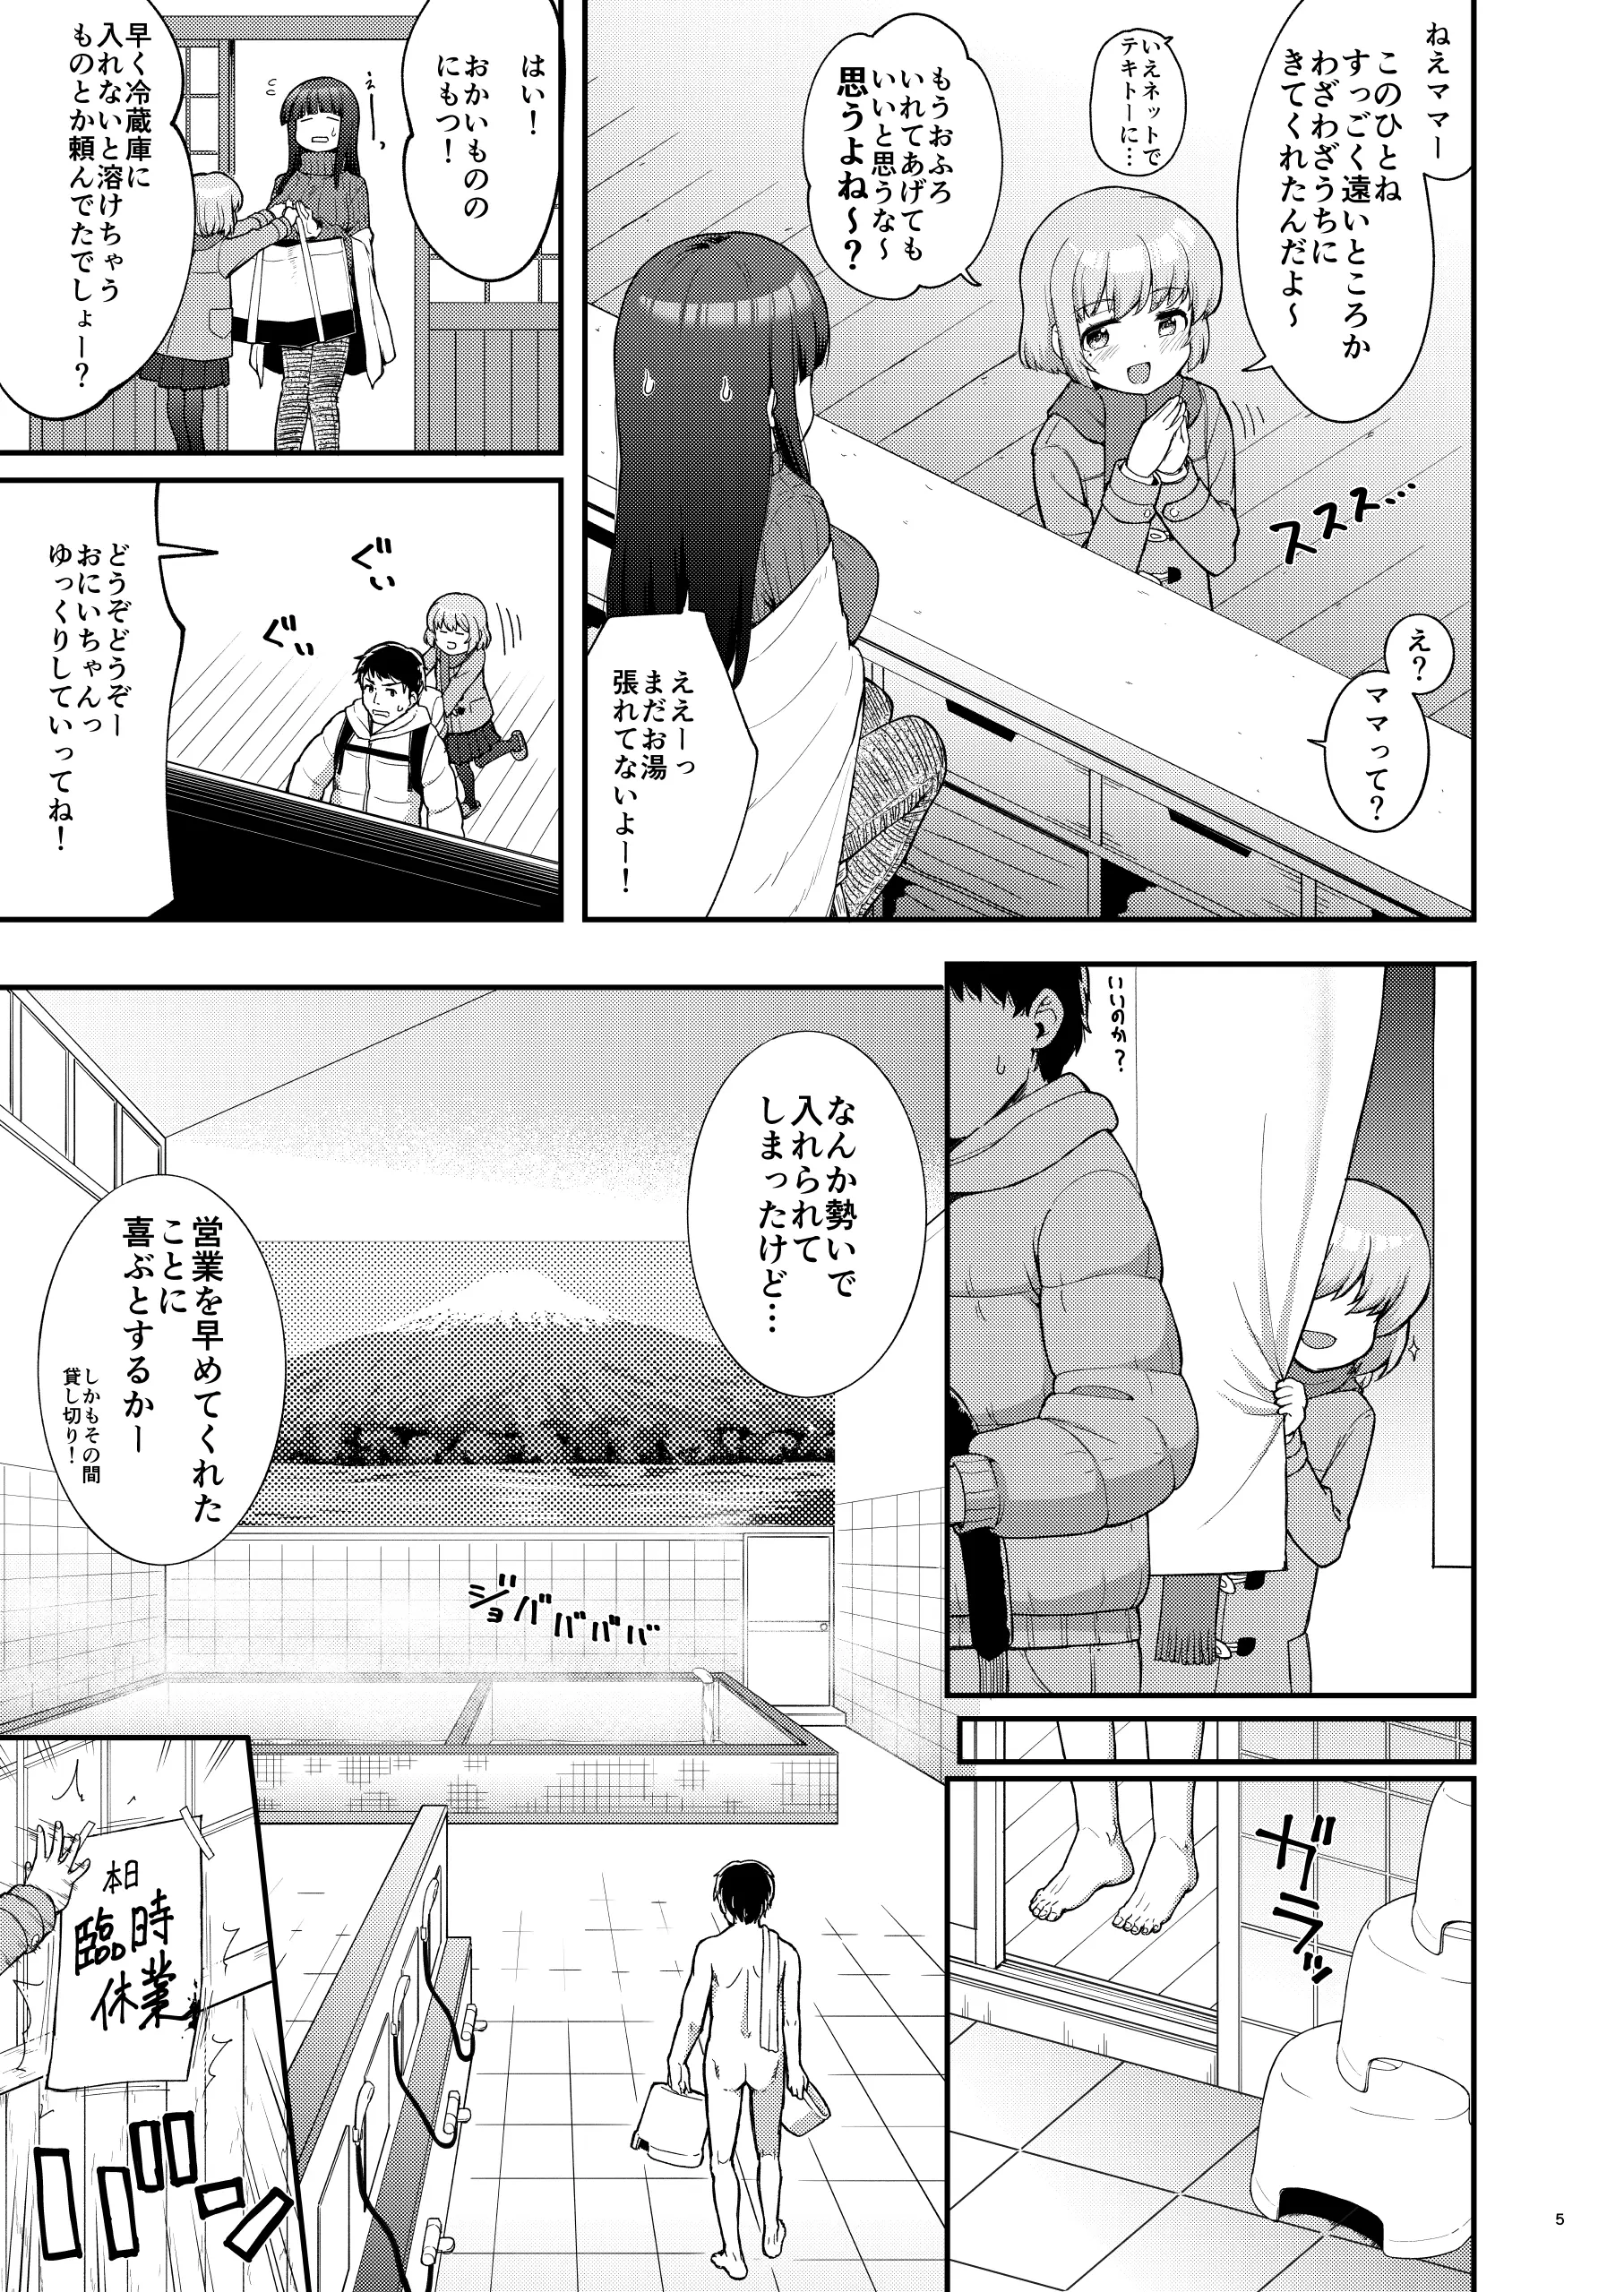 ねえママー
このひとね
すっごく遠いところか
わざわざうちに
きてくれたんだよ～
いえネットで
テキトーに…
もうおふろ
いれてあげても
いいと思うな～
思うよね～？
ススス…
え？
ママって？
ええーっ
まだお湯
張れてないよー！
はい！
おかいものの
にもつ！
えー、
早く冷蔵庫に
入れないと溶けちゃう
ものとか頼んでたでしょー？
ぐい
ぐい
どうぞどうぞー
おにいちゃんっ
ゆっくりしていってね！
いいのか？
ガラッ
なんか勢いで
入れられて
しまったけど…
営業を早めてくれた
ことに
喜ぶとするかー
しかもその間
貸し切り！
ジョバババババ
本日
臨時
休業
バァーン
5